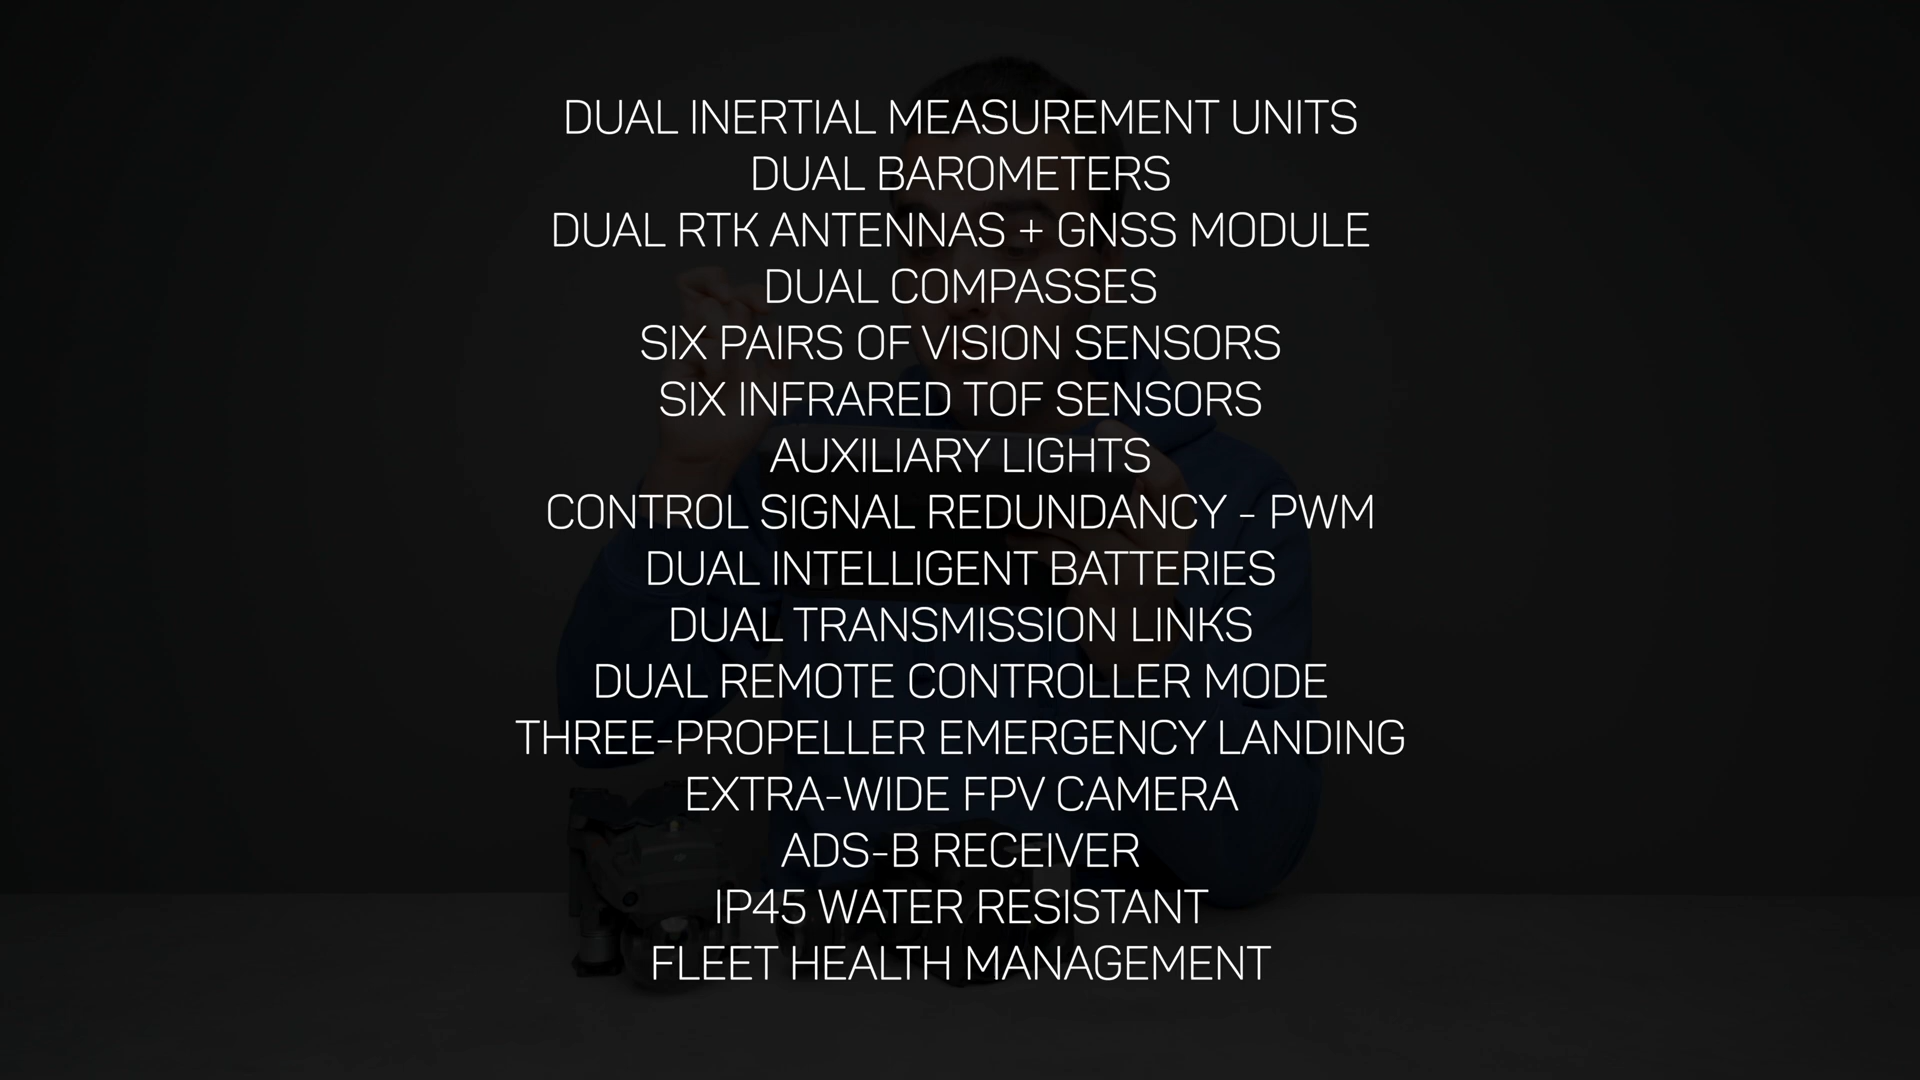 DUAL INERTIAL MEASUREMENT UNITS
DUAL BAROMETERS
DUAL RTK ANTENNAS + GNSS MODULE
DUAL COMPASSES
SIX PAIRS OF VISION SENSORS
SIX INFRARED TOF SENSORS
AUXILIARY LIGHTS
CONTROL SIGNAL REDUNDANCY - PWM
DUAL INTELLIGENT BATTERIES
DUAL TRANSMISSION LINKS
DUAL REMOTE CONTROLLER MODE
THREE-PROPELLER EMERGENCY LANDING
EXTRA-WIDE FPV CAMERA
ADS-B RECEIVER
IP45 WATER RESISTANT
FLEET HEALTH MANAGEMENT